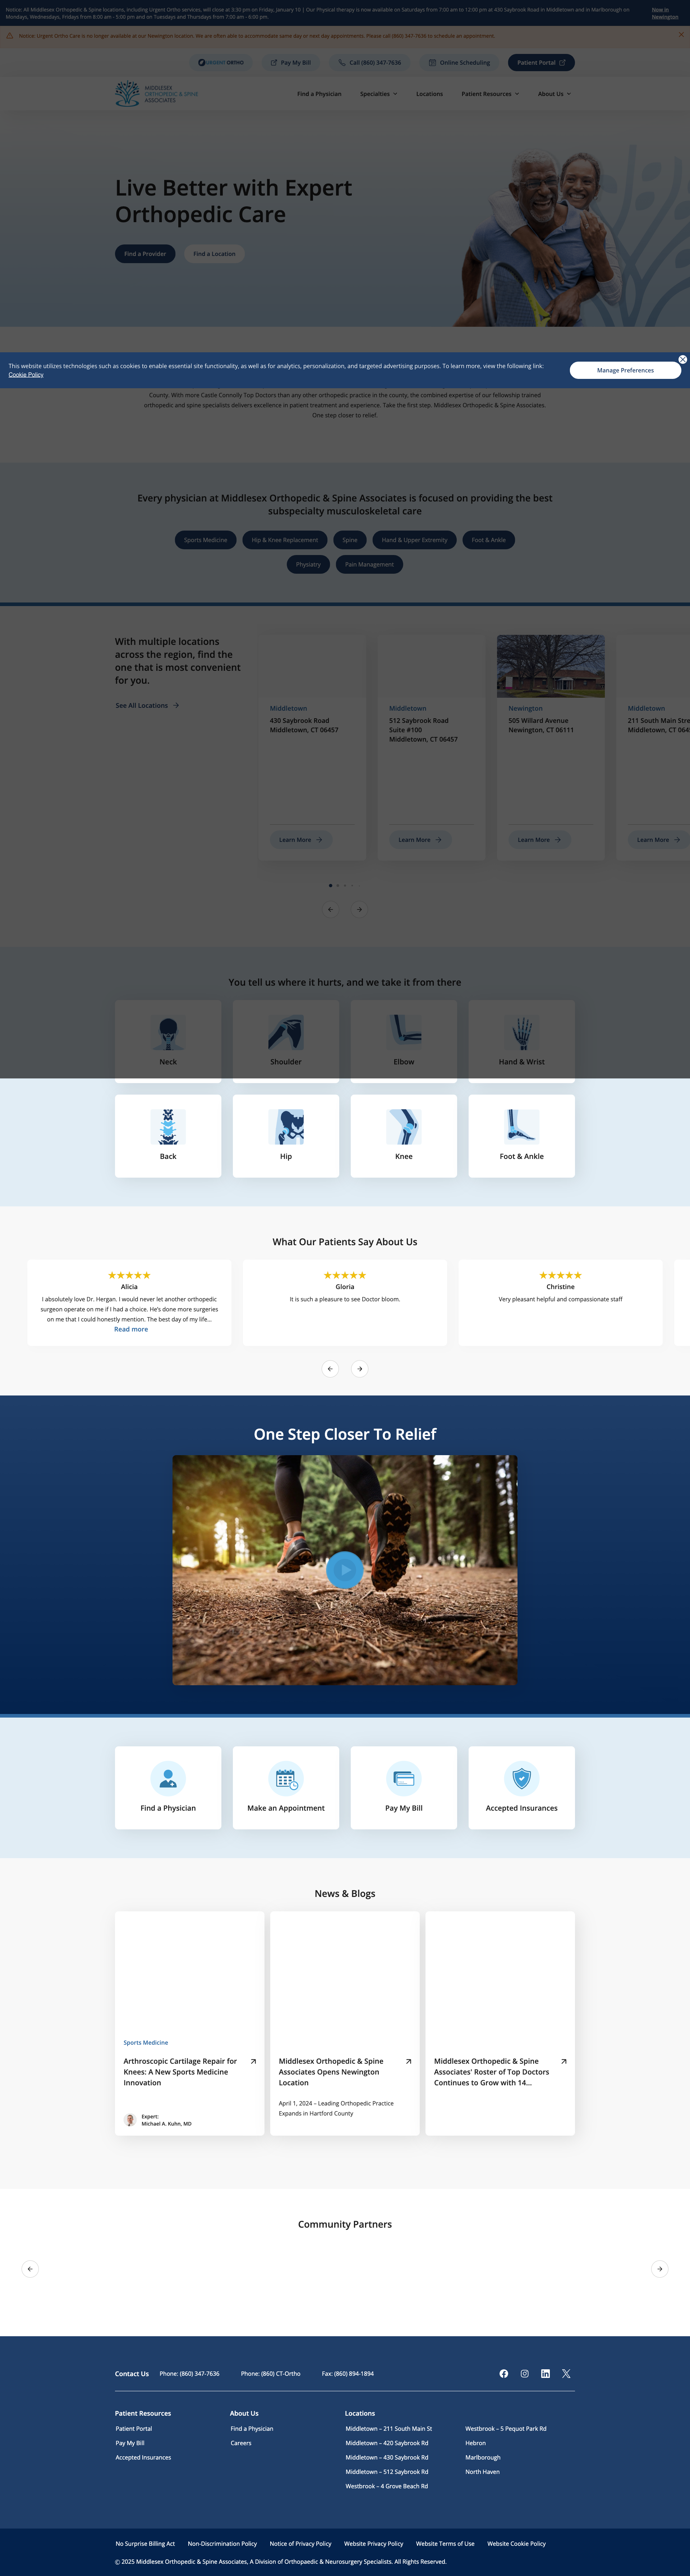 Notice: All Middlesex Orthopedic & Spine locations, including Urgent Ortho services, will close at 3:30 pm on Friday, January 10 | Our Physical therapy is now available on Saturdays from 7:00 am to 12:00 pm at 430 Saybrook Road in Middletown and in Marlborough on
Mondays, Wednesdays, Fridays from 8:00 am - 5:00 pm and on Tuesdays and Thursdays from 7:00 am - 6:00 pm.
Now in
Newington
Notice: Urgent Ortho Care is no longer available at our Newington location. We are often able to accommodate same day or next day appointments. Please call (860) 347-7636 to schedule an appointment.
URGENT ORTHO
Pay My Bill
Call (860) 347-7636
Online Scheduling
Patient Portal
MIDDLESEX
ORTHOPEDIC & SPINE
ASSOCIATES
Find a Physician
Specialties
Locations
Patient Resources
About Us
Live Better with Expert
Orthopedic Care
Find a Provider
Find a Location
This website utilizes technologies such as cookies to enable essential site functionality, as well as for analytics, personalization, and targeted advertising purposes. To learn more, view the following link:
Cookie Policy
Manage Preferences
County. With more Castle Connolly Top Doctors than any other orthopedic practice in the county, the combined expertise of our fellowship trained
orthopedic and spine specialists delivers excellence in patient treatment and experience. Take the first step. Middlesex Orthopedic & Spine Associates.
One step closer to relief.
Every physician at Middlesex Orthopedic & Spine Associates is focused on providing the best
subspecialty musculoskeletal care
Sports Medicine
Hip & Knee Replacement
Spine
Hand & Upper Extremity
Foot & Ankle
Physiatry
Pain Management
With multiple locations
across the region, find the
one that is most convenient
for you.
See All Locations
Middletown
430 Saybrook Road
Middletown, CT 06457
Learn More
Middletown
512 Saybrook Road
Suite #100
Middletown, CT 06457
Learn More
Newington
505 Willard Avenue
Newington, CT 06111
Learn More
Middletown
211 South Main Stre
Middletown, CT 064
Learn More
You tell us where it hurts, and we take it from there
Neck
Shoulder
Elbow
Hand & Wrist
Back
Hip
Knee
Foot & Ankle
What Our Patients Say About Us
Alicia
I absolutely love Dr. Hergan. I would never let another orthopedic
surgeon operate on me if I had a choice. He's done more surgeries
on me that I could honestly mention. The best day of my life...
Read more
Gloria
It is such a pleasure to see Doctor bloom.
Christine
Very pleasant helpful and compassionate staff
One Step Closer To Relief
Find a Physician
Make an Appointment
Pay My Bill
Accepted Insurances
News & Blogs
Sports Medicine
Arthroscopic Cartilage Repair for
Knees: A New Sports Medicine
Innovation
Expert:
Michael A. Kuhn, MD
Middlesex Orthopedic & Spine
Associates Opens Newington
Location
April 1, 2024 – Leading Orthopedic Practice
Expands in Hartford County
Middlesex Orthopedic & Spine
Associates' Roster of Top Doctors
Continues to Grow with 14...
Community Partners
Contact Us
Phone: (860) 347-7636
Phone: (860) CT-Ortho
Fax: (860) 894-1894
Patient Resources
Patient Portal
Pay My Bill
Accepted Insurances
About Us
Find a Physician
Careers
Locations
Middletown – 211 South Main St
Middletown – 420 Saybrook Rd
Middletown – 430 Saybrook Rd
Middletown – 512 Saybrook Rd
Westbrook – 4 Grove Beach Rd
Westbrook – 5 Pequot Park Rd
Hebron
Marlborough
North Haven
No Surprise Billing Act
Non-Discrimination Policy
Notice of Privacy Policy
Website Privacy Policy
Website Terms of Use
Website Cookie Policy
© 2025 Middlesex Orthopedic & Spine Associates, A Division of Orthopaedic & Neurosurgery Specialists. All Rights Reserved.